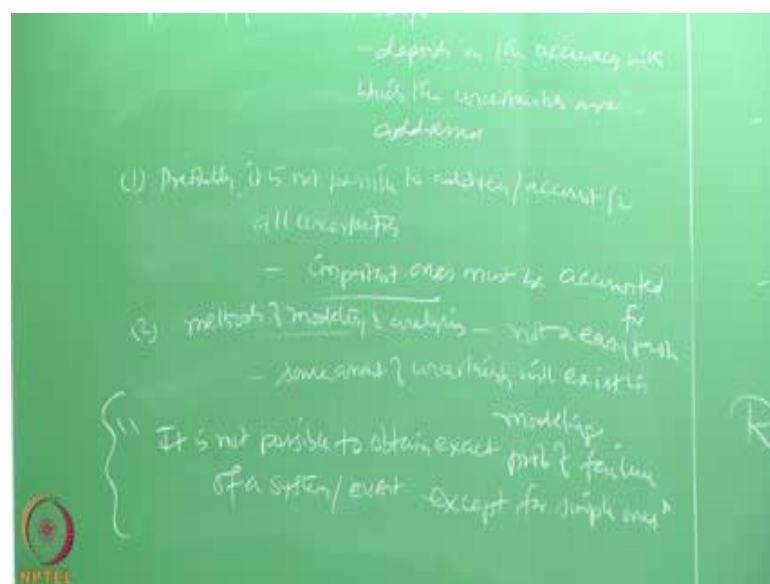 - depends on the accuracy with
which the uncertainties are
addressed
(1) Practically, it is not possible to address/account for
all uncertainties
- important ones must be accounted
for
(2) methods of modeling & analysis - not a easy task
- some amount of uncertainty will exist in
modeling
" It is not possible to obtain exact prob of failure
of a system/event except for simple ones"
R
NPTEL